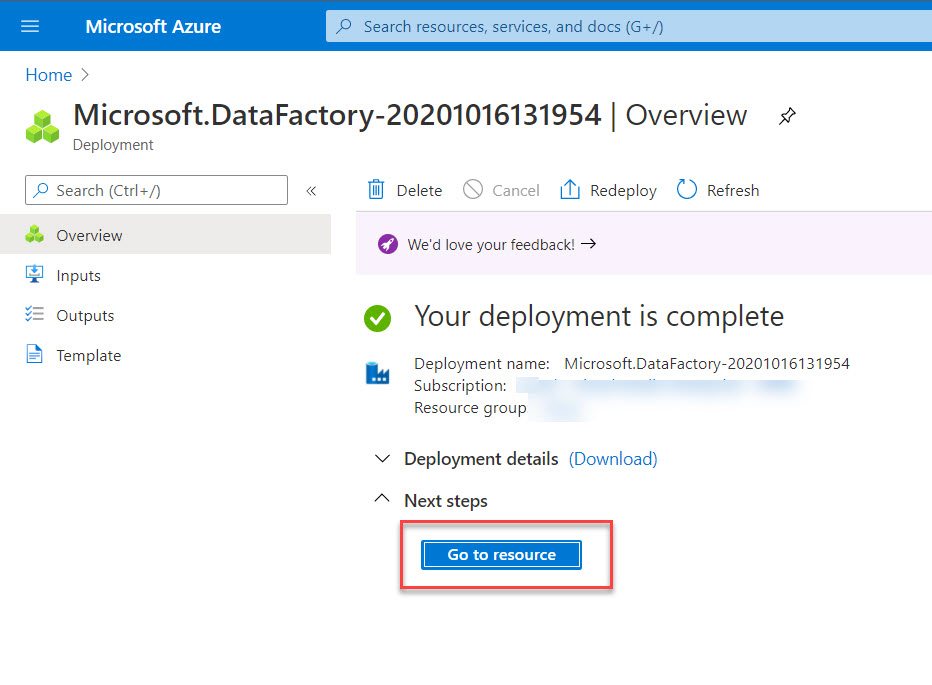 Microsoft Azure
Search resources, services, and docs (G+/)
Home
Microsoft.DataFactory-20201016131954 | Overview
Deployment
Search (Ctrl+/)
«
Delete
Cancel
Redeploy
Refresh
Overview
Inputs
Outputs
Template
We'd love your feedback! →
Your deployment is complete
Deployment name: Microsoft.DataFactory-20201016131954
Subscription:
Resource group
Deployment details (Download)
Next steps
Go to resource